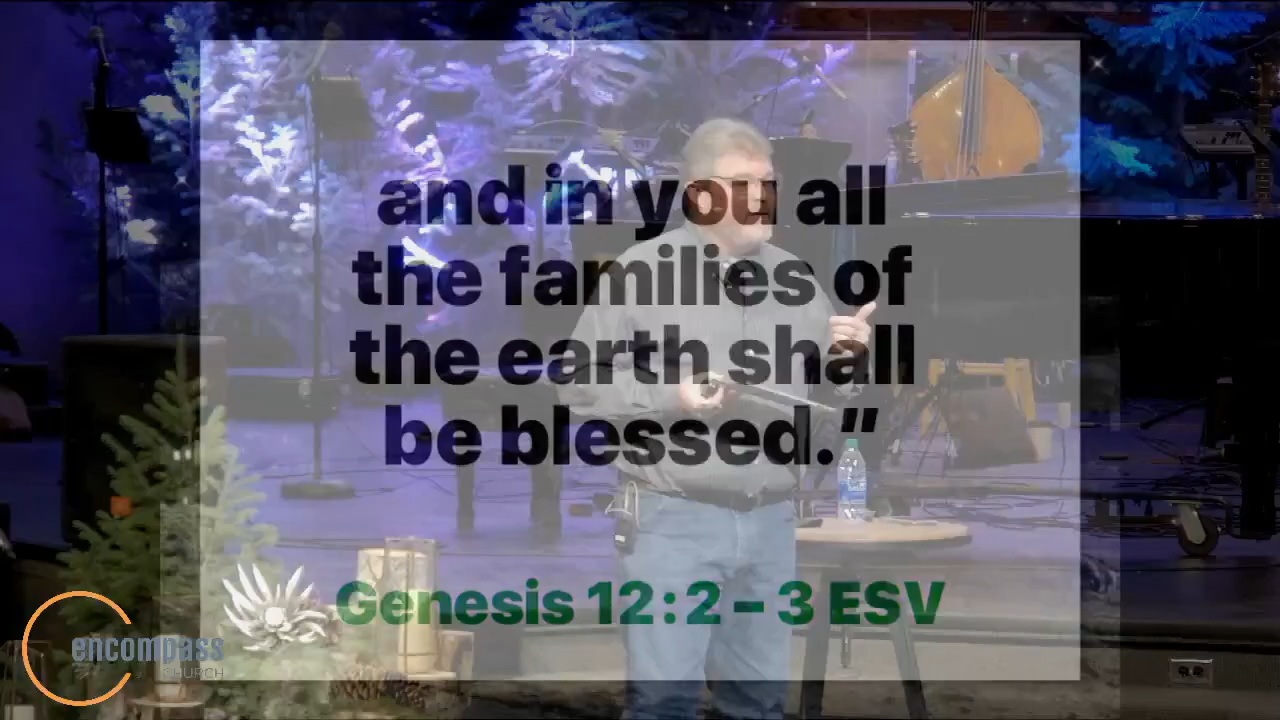 and in you all
the families of
the earth shall
be blessed.”
Genesis 12:2 – 3 ESV
encompass
CHURCH